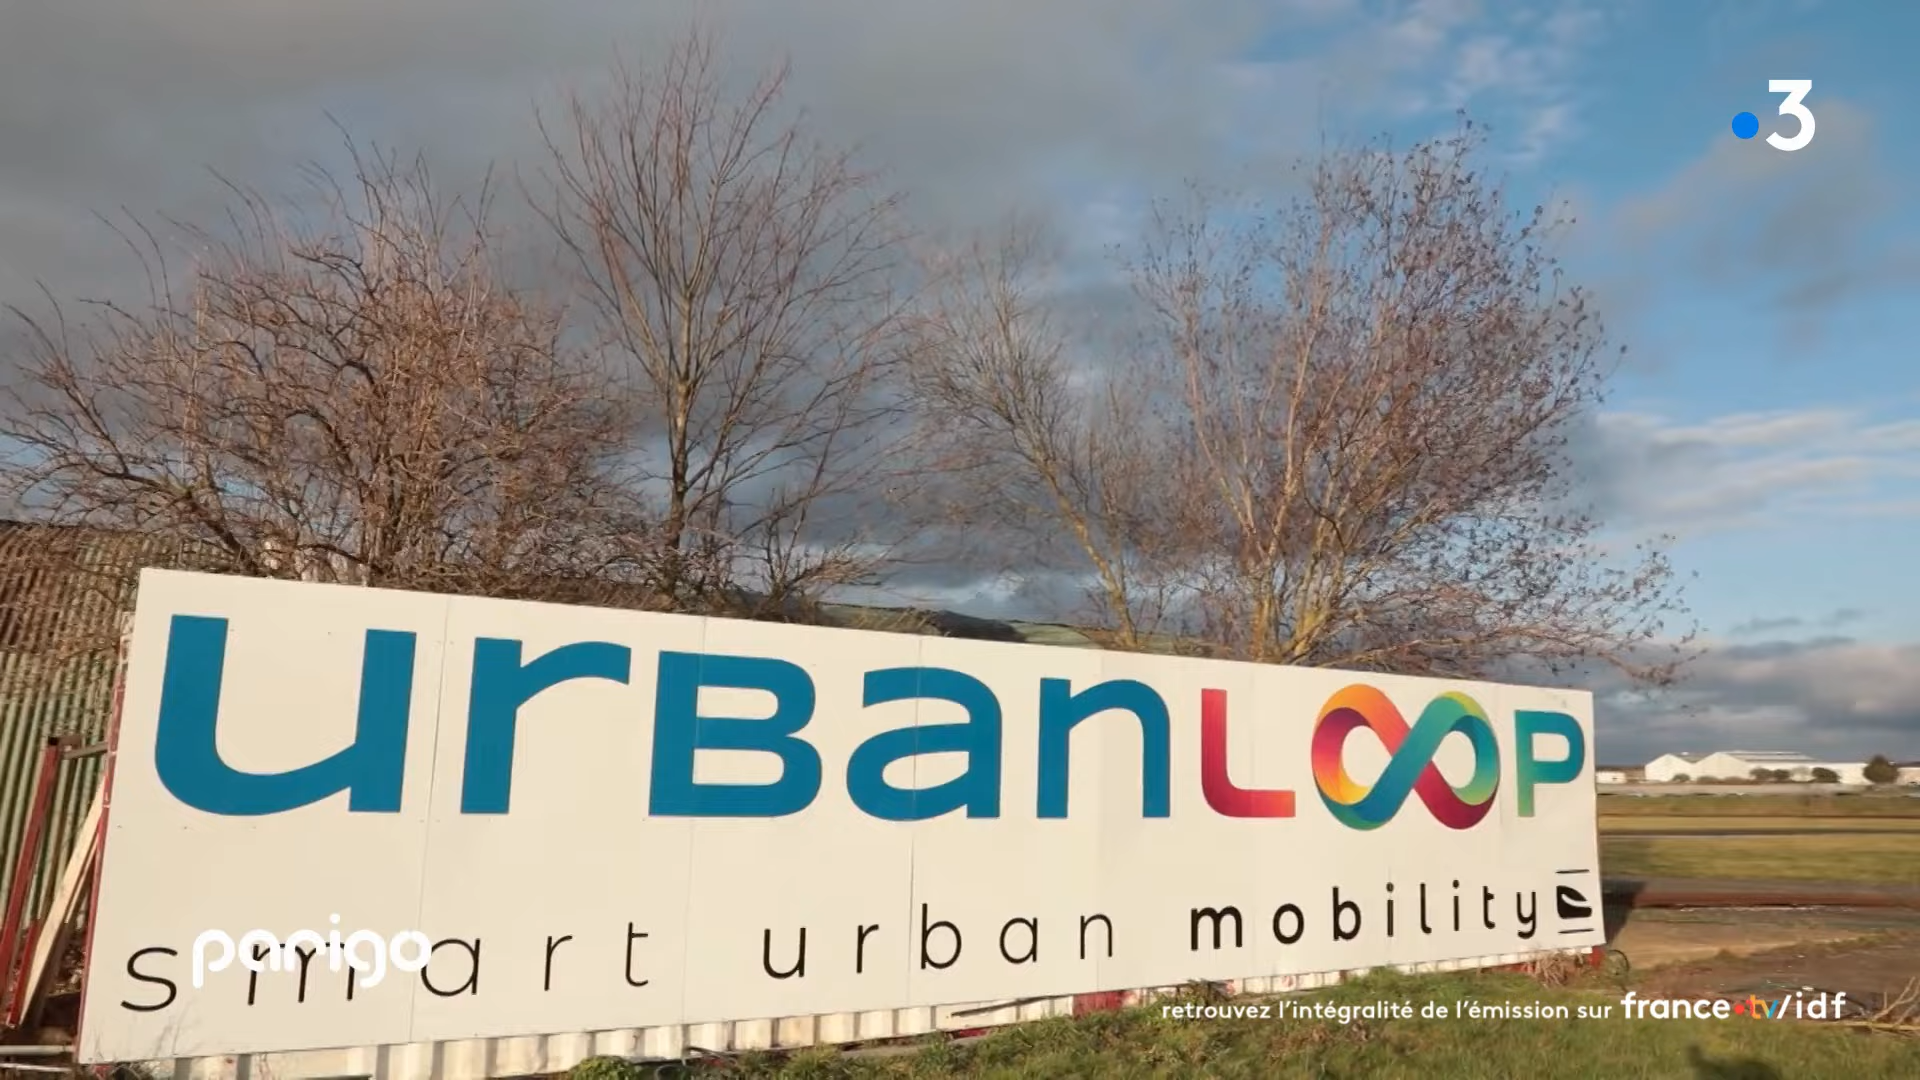 3
urbanLOOP
smart urban mobility
parigo
retrouvez l'intégralité de l'émission sur france•tv/idf